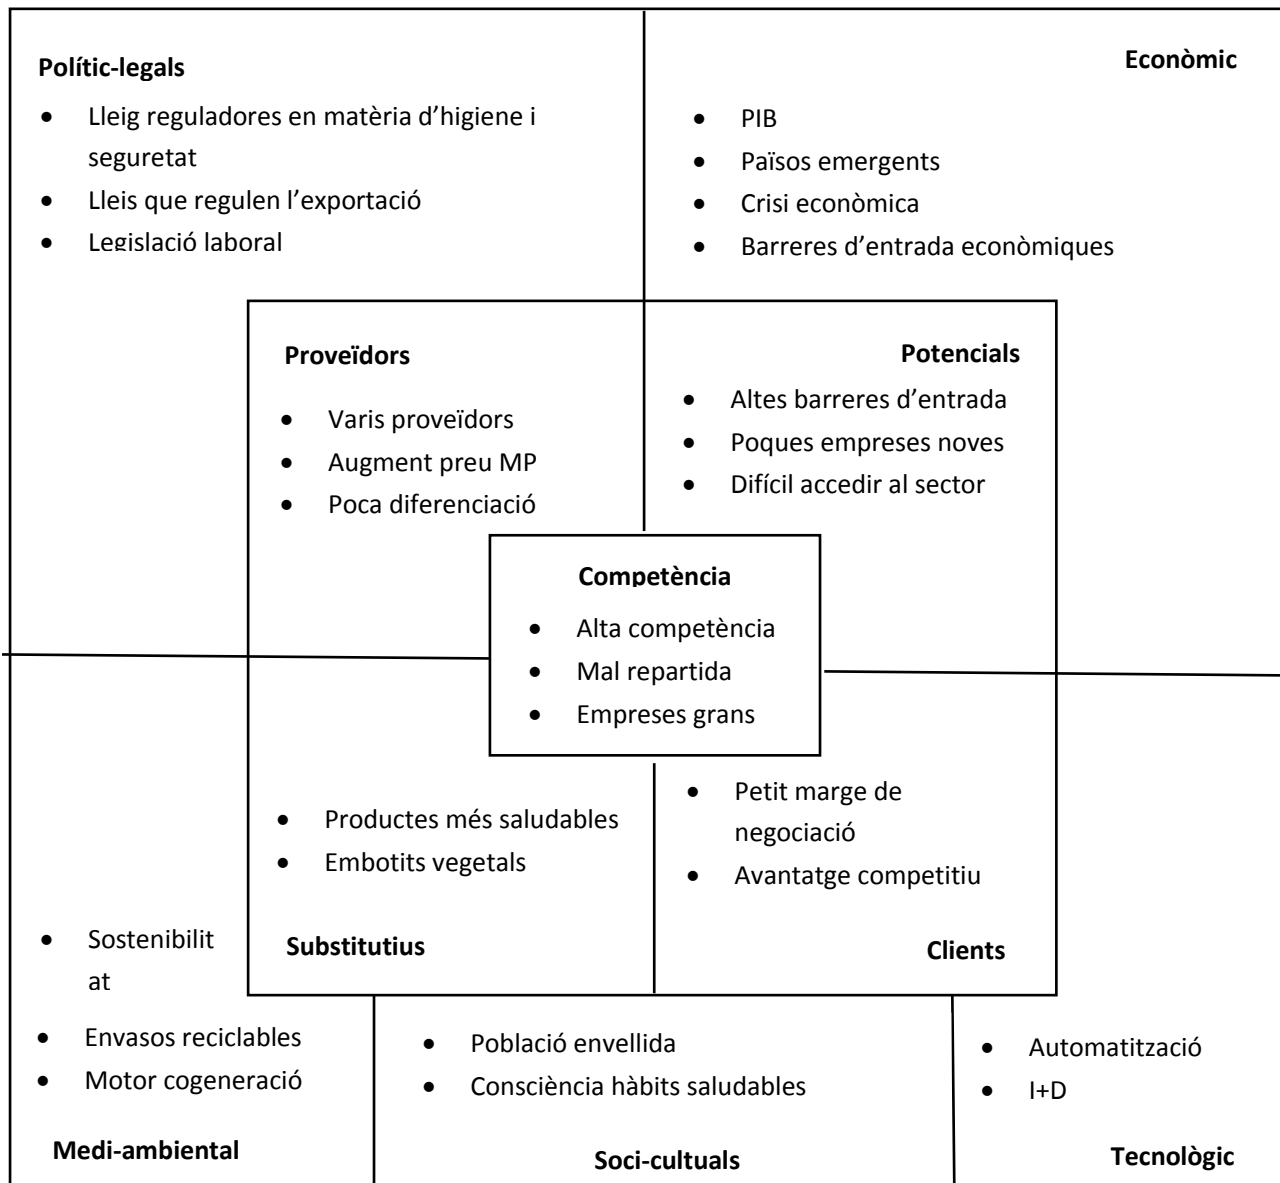 Polític-legals
• Lleig reguladores en matèria d’higiene i
seguretat
• Lleis que regulen l’exportació
• Legislació laboral
Econòmic
• PIB
• Països emergents
• Crisi econòmica
• Barreres d’entrada econòmiques
Proveïdors
• Varis proveïdors
• Augment preu MP
• Poca diferenciació
Potencials
• Altes barreres d’entrada
• Poques empreses noves
• Difícil accedir al sector
Competència
• Alta competència
• Mal repartida
• Empreses grans
• Productes més saludables
• Embotits vegetals
Substitutius
• Petit marge de
negociació
• Avantatge competitiu
Clients
• Sostenibilit
at
• Envasos reciclables
• Motor cogeneració
Medi-ambiental
• Població envellida
• Consciència hàbits saludables
Soci-cultuals
• Automatització
• I+D
Tecnològic